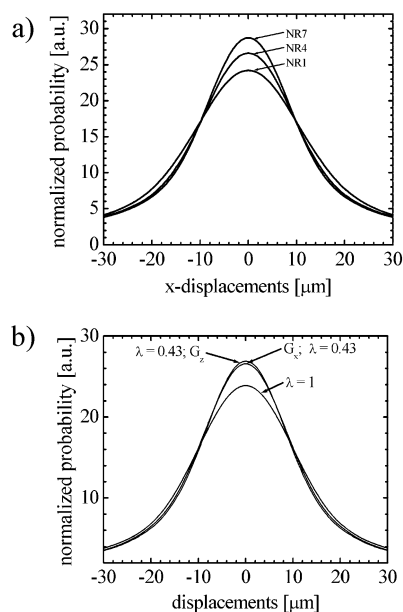 a)
normalized probability [a.u.]
30
25
20
15
10
5
0
NR7
NR4
NR1
-30 -20 -10 0 10 20 30
x-displacements [μm]
b)
normalized probability [a.u.]
30
20
10
λ = 0.43; Gz
Gx; λ = 0.43
λ = 1
-30 -20 -10 0 10 20 30
displacements [μm]